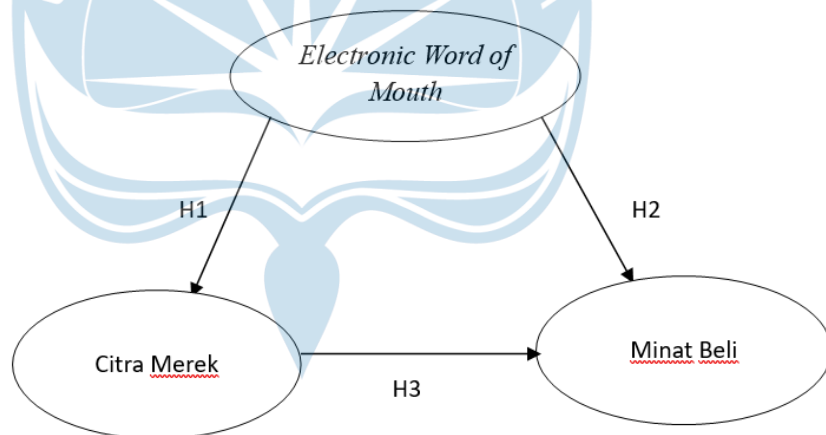 Electronic Word of
Mouth
H1
H2
Citra Merek
Minat Beli
H3